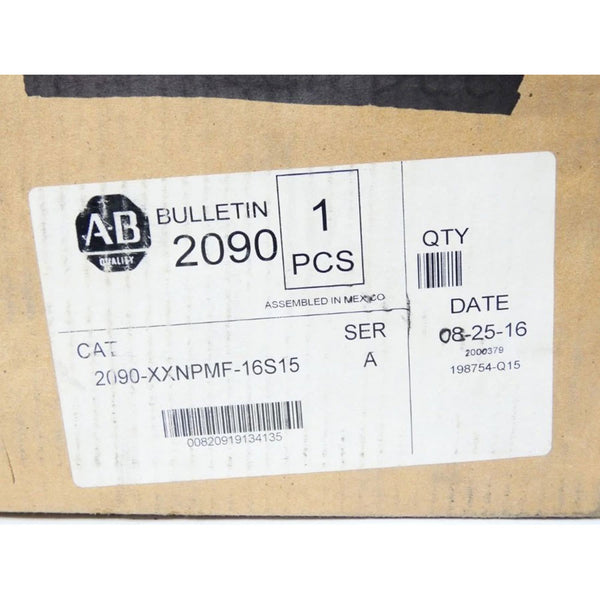 AB
QUALITY
BULLETIN
2090
1
PCS
ASSEMBLED IN MEXICO
QTY
DATE
08-25-16
2000379
198754-Q15
CAT
2090-XXNPMF-16S15
SER
A
00820919134135